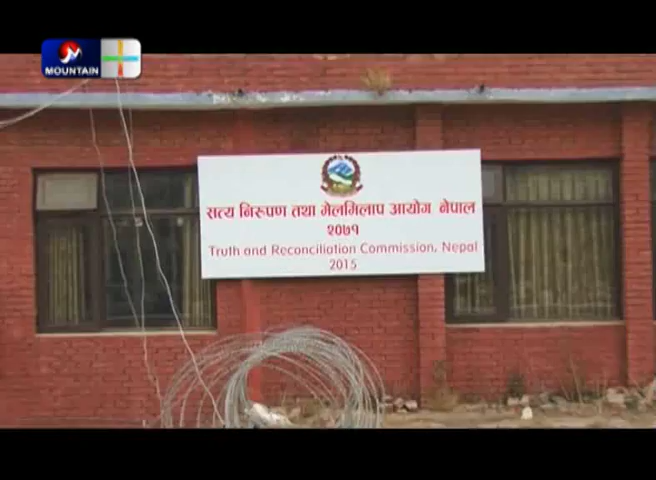 MOUNTAIN
सत्य निरुपण तथा मेलमिलाप आयोग नेपाल
२०७१
Truth and Reconciliation Commission, Nepal
2015